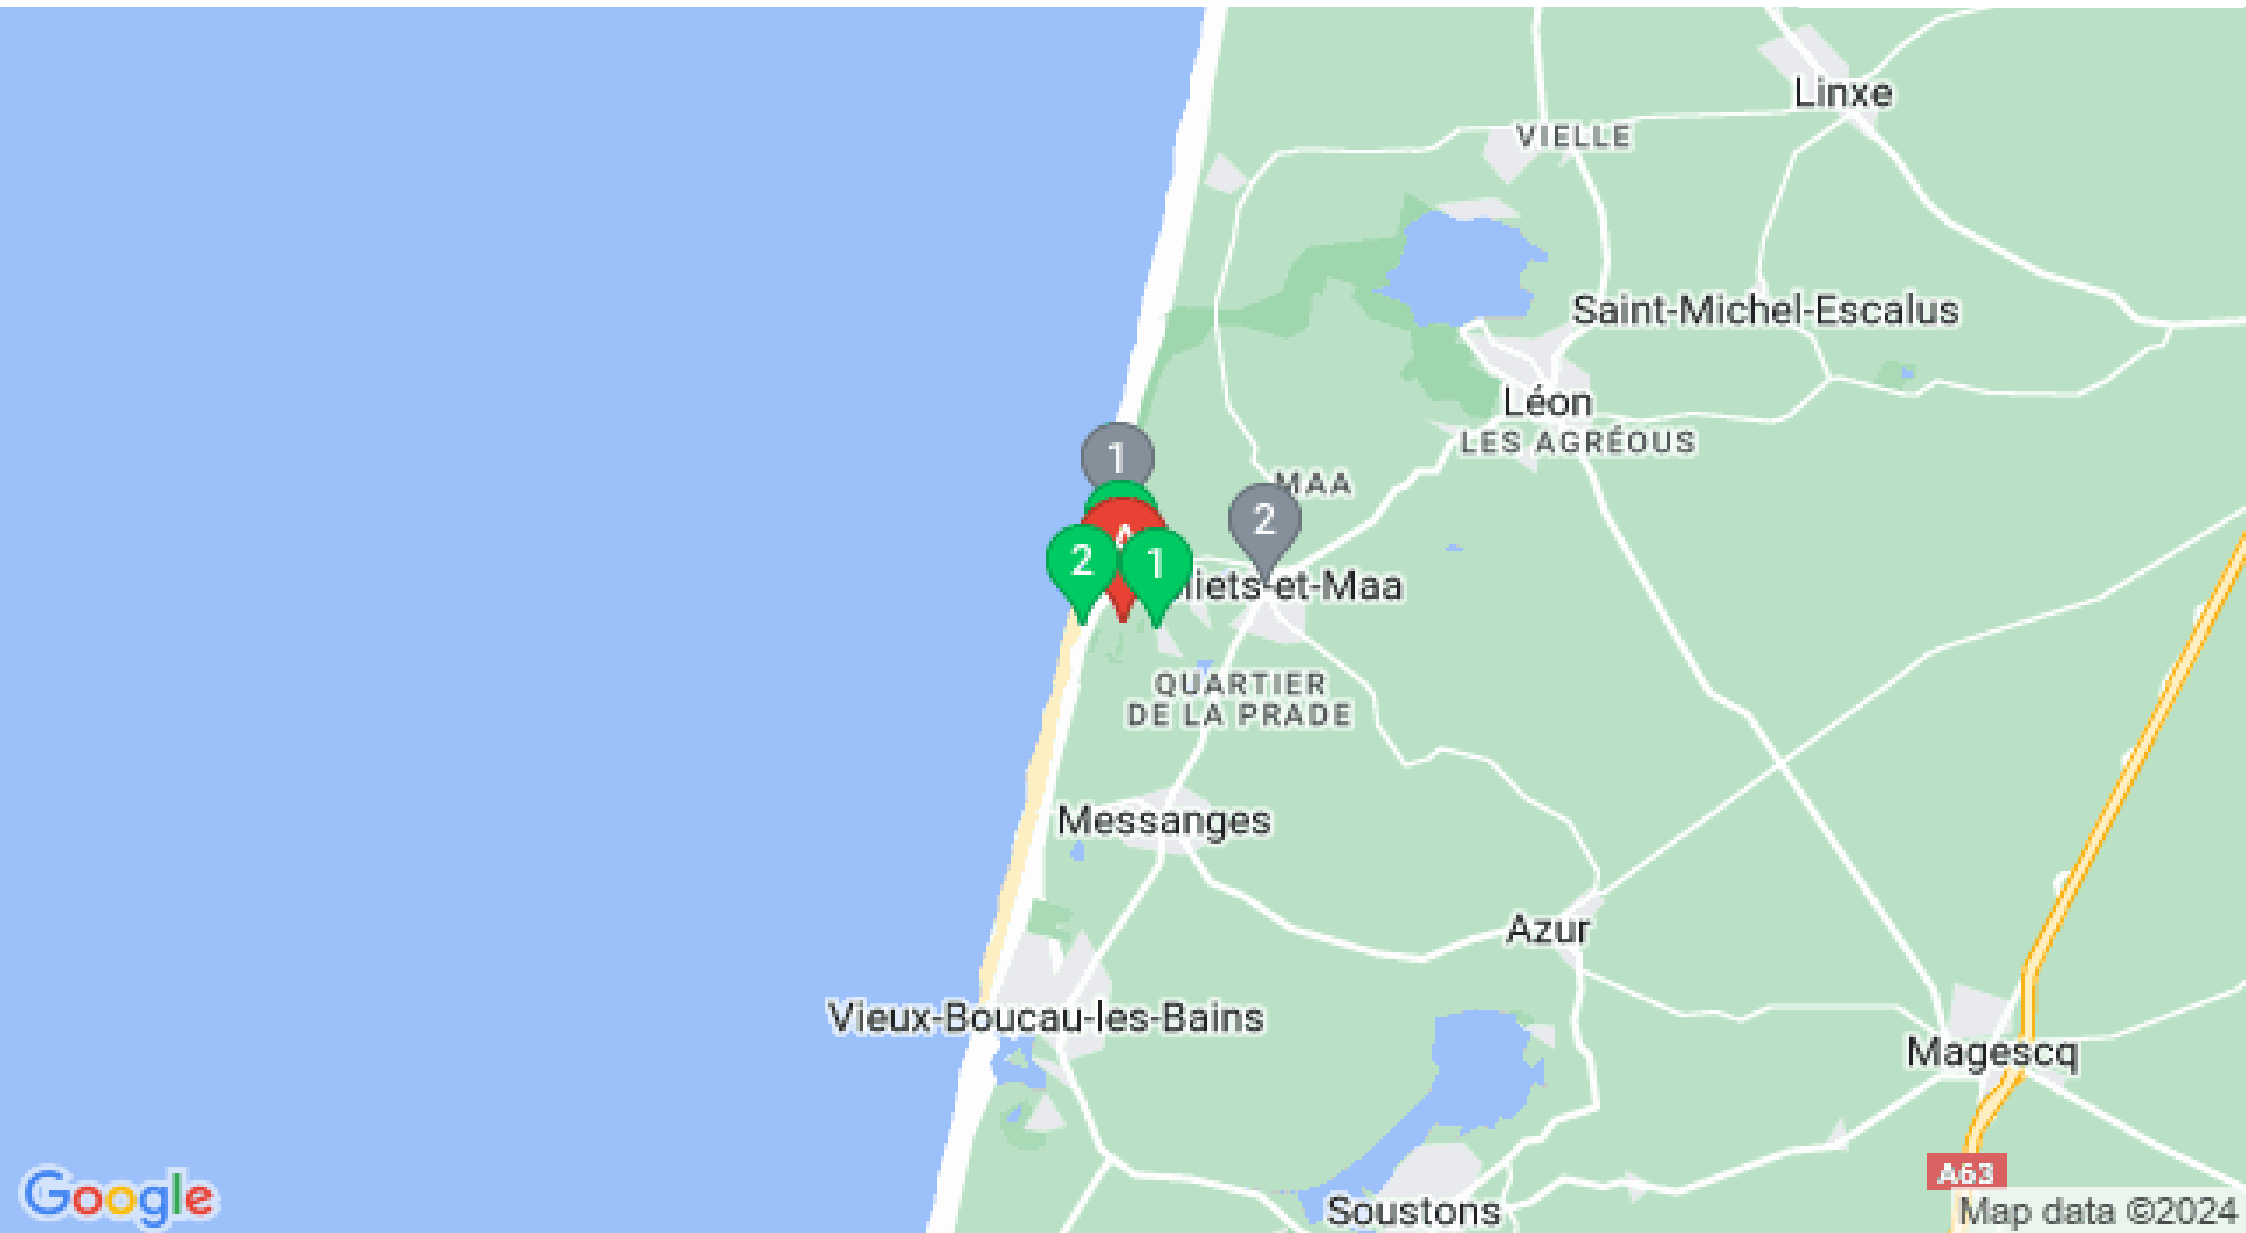 Linxe
VIELLE
Saint-Michel-Escalus
Léon
LES AGRÉOUS
1
MAA
2
2
1
liets-et-Maa
QUARTIER
DE LA PRADE
Messanges
Azur
Vieux-Boucau-les-Bains
Magescq
A63
Google
Soustons
Map data ©2024